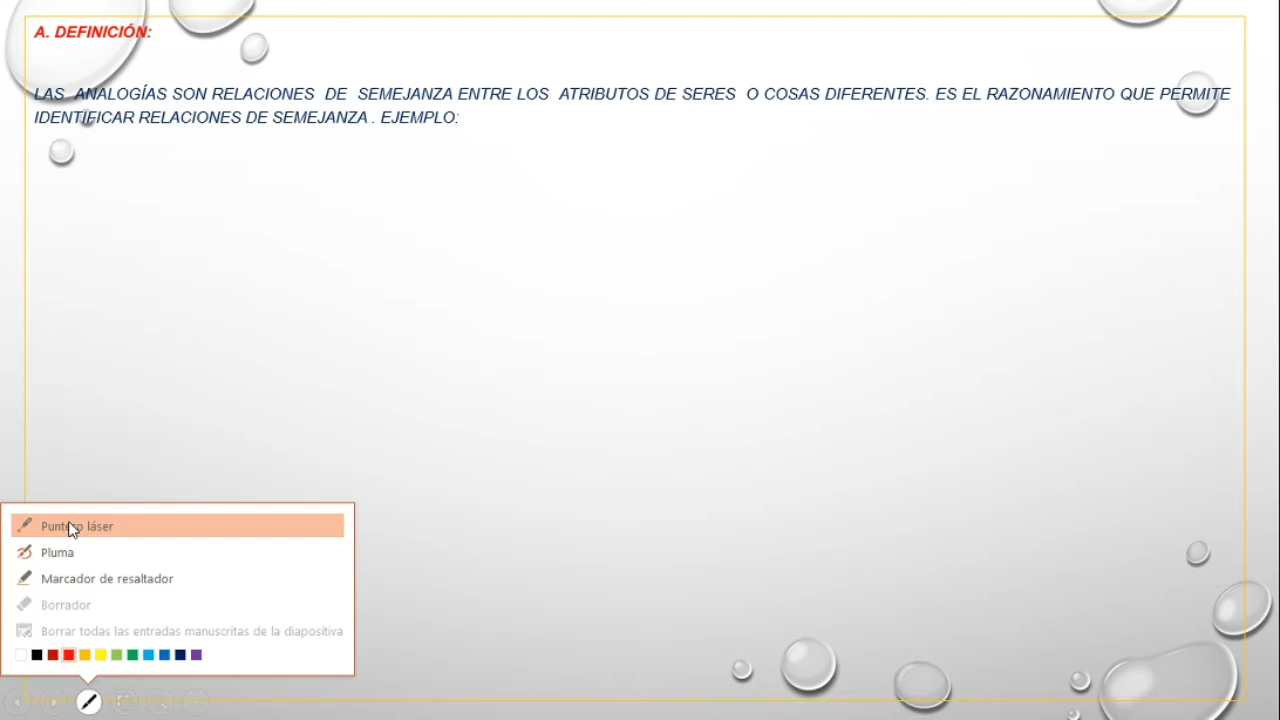 A. DEFINICIÓN:
LAS ANALOGÍAS SON RELACIONES DE SEMEJANZA ENTRE LOS ATRIBUTOS DE SERES O COSAS DIFERENTES. ES EL RAZONAMIENTO QUE PERMITE
IDENTIFICAR RELACIONES DE SEMEJANZA . EJEMPLO:
Puntero láser
Pluma
Marcador de resaltador
Borrador
Borrar todas las entradas manuscritas de la diapositiva